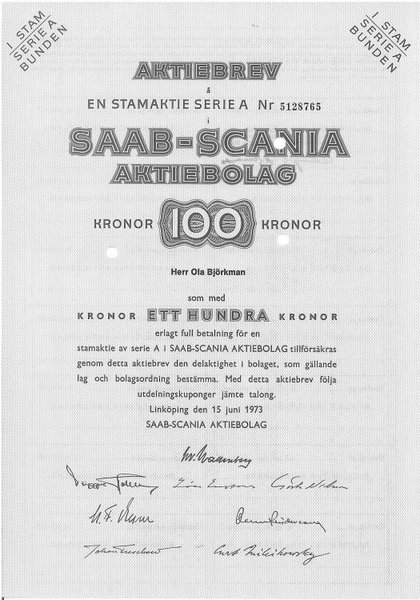 I STAM
SERIE A
BUNDEN
I STAM
SERIE A
BUNDEN
AKTIEBREV
å
EN STAMAKTIE SERIE A Nr 5128765
i
SAAB-SCANIA
AKTIEBOLAG
KRONOR 100 KRONOR
Herr Ola Björkman
som med
KRONOR ETT HUNDRA KRONOR
erlagt full betalning för en
stamaktie av serie A i SAAB-SCANIA AKTIEBOLAG tillförsäkras
genom detta aktiebrev den delaktighet i bolaget, som gällande
lag och bolagsordning bestämma. Med detta aktiebrev följa
utdelningskuponger jämte talong.
Linköping den 15 juni 1973
SAAB-SCANIA AKTIEBOLAG
Curt Mileikowsky